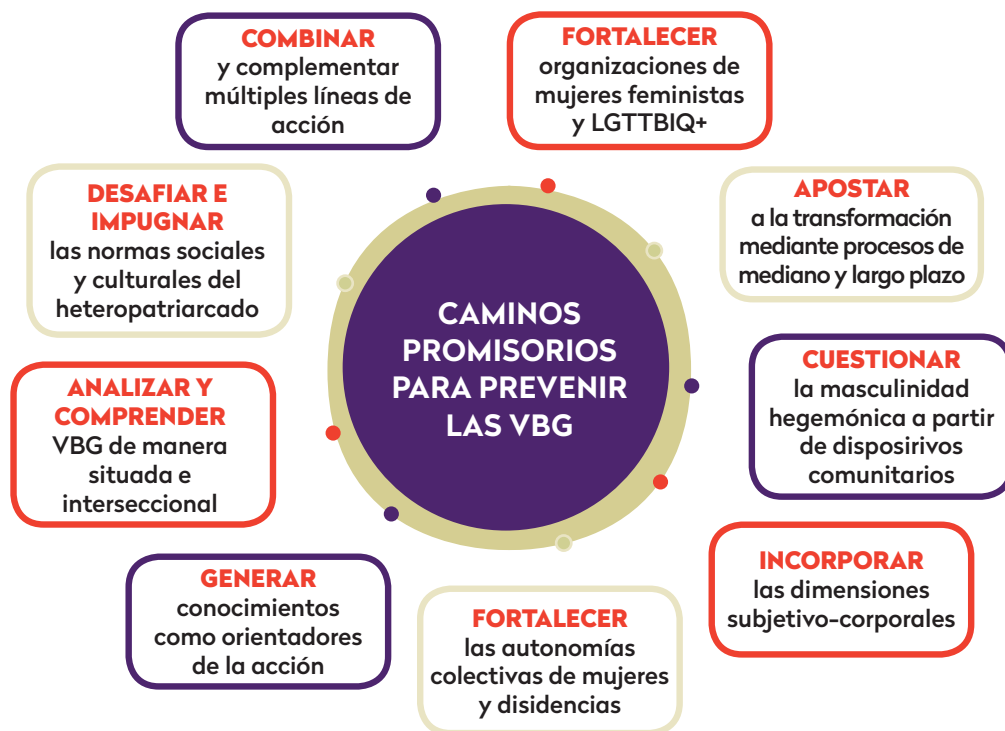 COMBINAR
y complementar
múltiples líneas de
acción
FORTALECER
organizaciones de
mujeres feministas
y LGTTBIQ+
DESAFIAR E
IMPUGNAR
las normas sociales
y culturales del
heteropatriarcado
APOSTAR
a la transformación
mediante procesos de
mediano y largo plazo
CAMINOS
PROMISORIOS
PARA PREVENIR
LAS VBG
ANALIZAR Y
COMPRENDER
VBG de manera
situada e
interseccional
CUESTIONAR
la masculinidad
hegemónica a partir
de disposirivos
comunitarios
GENERAR
conocimientos
como orientadores
de la acción
FORTALECER
las autonomías
colectivas de mujeres
y disidencias
INCORPORAR
las dimensiones
subjetivo-corporales